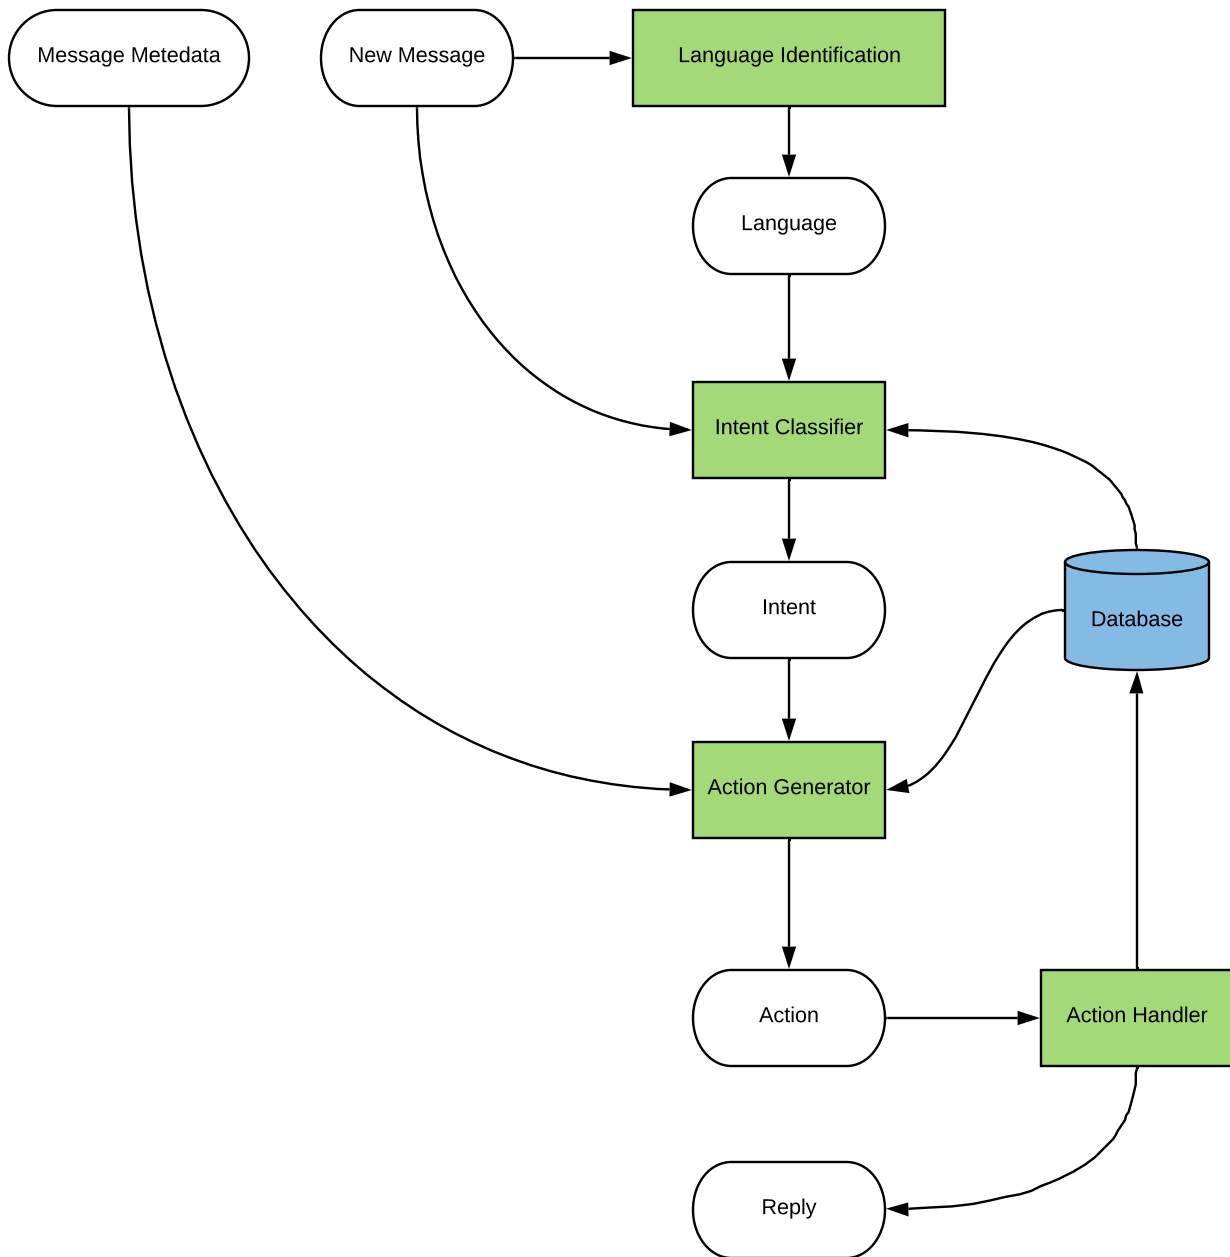 Message Metedata
New Message
Language Identification
Language
Intent Classifier
Intent
Database
Action Generator
Action
Action Handler
Reply